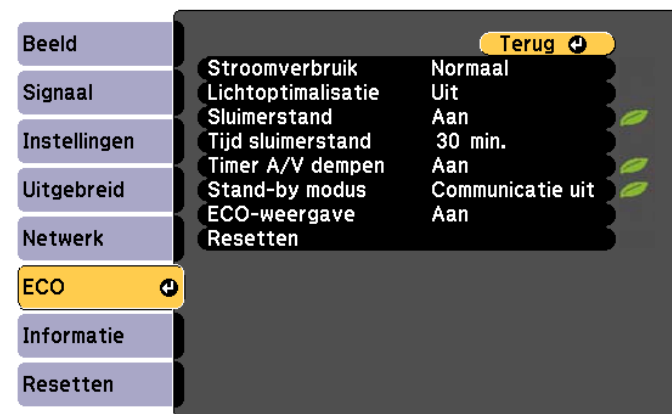 Beeld
Signaal
Instellingen
Uitgebreid
Netwerk
ECO
Informatie
Resetten
Terug
Stroomverbruik Normaal
Lichtoptimalisatie Uit
Sluimerstand Aan
Tijd sluimerstand 30 min.
Timer A/V dempen Aan
Stand-by modus Communicatie uit
ECO-weergave Aan
Resetten